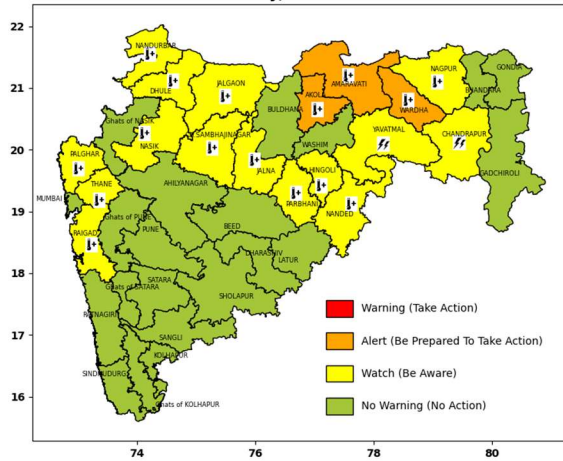 22
21
20
19
18
17
16
NANDURBAR
DHULE
JALGAON
NAGPUR
GONDIA
BHANDARA
AMARAVATI
AKOLA
WARDHA
BULDHANA
Ghats of NASIK
NASIK
SAMBHAJINAGAR
WASHIM
YAVATMAL
CHANDRAPUR
GADCHIROLI
PALGHAR
THANE
JALNA
HINGOLI
PARBHANI
NANDED
MUMBAI
AHILYANAGAR
RAIGAD
Ghats of PUNE
PUNE
BEED
DHARASHIV
LATUR
SATARA
Ghats of SATARA
SHOLAPUR
RATNAGIRI
SANGLI
KOLHAPUR
SINDHUDURG
Ghats of KOLHAPUR
Warning (Take Action)
Alert (Be Prepared To Take Action)
Watch (Be Aware)
No Warning (No Action)
74 76 78 80